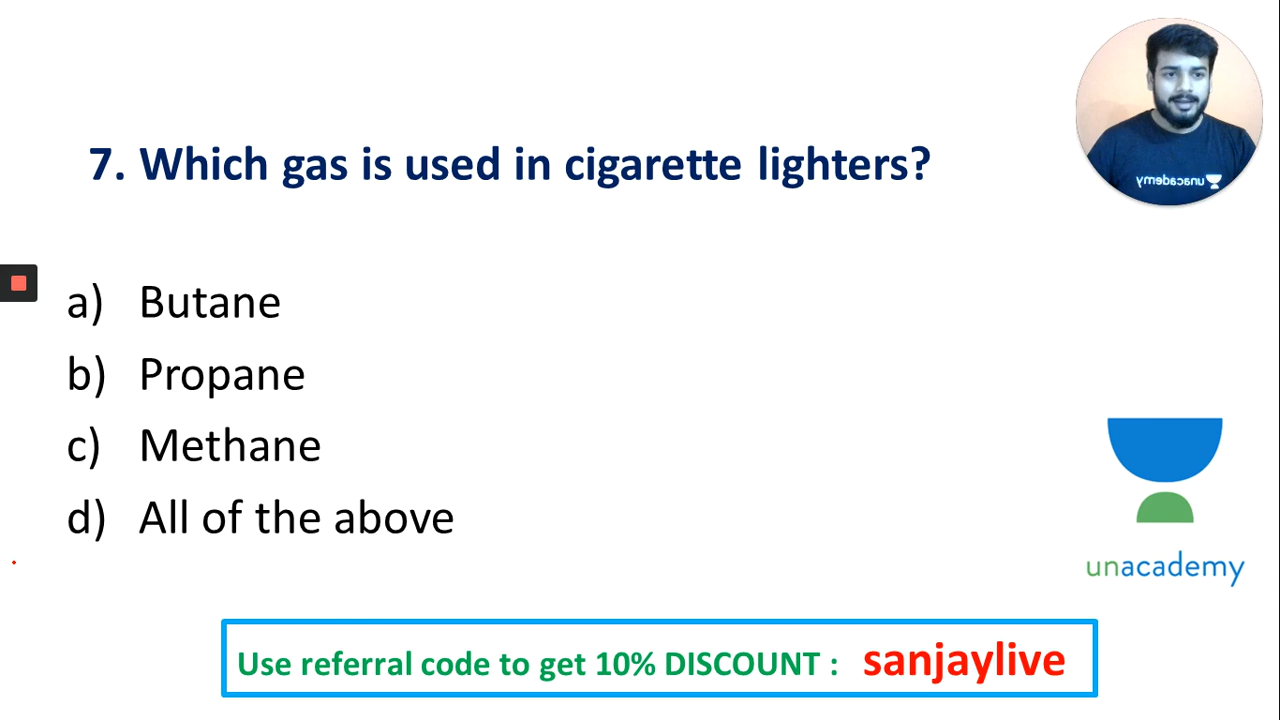 7. Which gas is used in cigarette lighters?
unacademy
a) Butane
b) Propane
c) Methane
d) All of the above
unacademy
Use referral code to get 10% DISCOUNT : sanjaylive